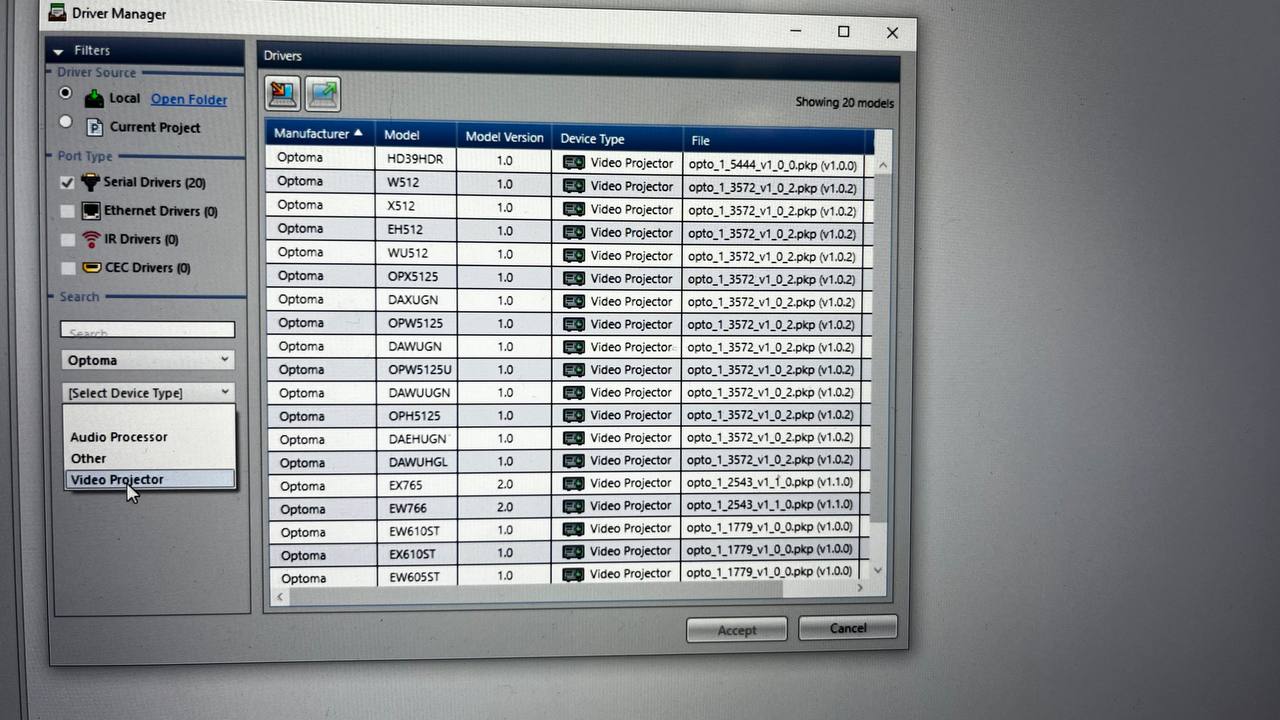 Driver Manager
Filters
Driver Source
Local Open Folder
Current Project
Port Type
Serial Drivers (20)
Ethernet Drivers (0)
IR Drivers (0)
CEC Drivers (0)
Search
Search
Optoma
[Select Device Type]
Audio Processor
Other
Video Projector
Drivers
Showing 20 models
Manufacturer Model Model Version Device Type File
Optoma HD39HDR 1.0 Video Projector opto_1_5444_v1_0_0.pkp (v1.0.0)
Optoma W512 1.0 Video Projector opto_1_3572_v1_0_2.pkp (v1.0.2)
Optoma X512 1.0 Video Projector opto_1_3572_v1_0_2.pkp (v1.0.2)
Optoma EH512 1.0 Video Projector opto_1_3572_v1_0_2.pkp (v1.0.2)
Optoma WU512 1.0 Video Projector opto_1_3572_v1_0_2.pkp (v1.0.2)
Optoma OPX5125 1.0 Video Projector opto_1_3572_v1_0_2.pkp (v1.0.2)
Optoma DAXUGN 1.0 Video Projector opto_1_3572_v1_0_2.pkp (v1.0.2)
Optoma OPW5125 1.0 Video Projector opto_1_3572_v1_0_2.pkp (v1.0.2)
Optoma DAWUGN 1.0 Video Projector opto_1_3572_v1_0_2.pkp (v1.0.2)
Optoma OPW5125U 1.0 Video Projector opto_1_3572_v1_0_2.pkp (v1.0.2)
Optoma DAWUUGN 1.0 Video Projector opto_1_3572_v1_0_2.pkp (v1.0.2)
Optoma OPH5125 1.0 Video Projector opto_1_3572_v1_0_2.pkp (v1.0.2)
Optoma DAEHUGN 1.0 Video Projector opto_1_3572_v1_0_2.pkp (v1.0.2)
Optoma DAWUHGL 1.0 Video Projector opto_1_3572_v1_0_2.pkp (v1.0.2)
Optoma EX765 2.0 Video Projector opto_1_2543_v1_1_0.pkp (v1.1.0)
Optoma EW766 2.0 Video Projector opto_1_2543_v1_1_0.pkp (v1.1.0)
Optoma EW610ST 1.0 Video Projector opto_1_1779_v1_0_0.pkp (v1.0.0)
Optoma EX610ST 1.0 Video Projector opto_1_1779_v1_0_0.pkp (v1.0.0)
Optoma EW605ST 1.0 Video Projector opto_1_1779_v1_0_0.pkp (v1.0.0)
Accept Cancel